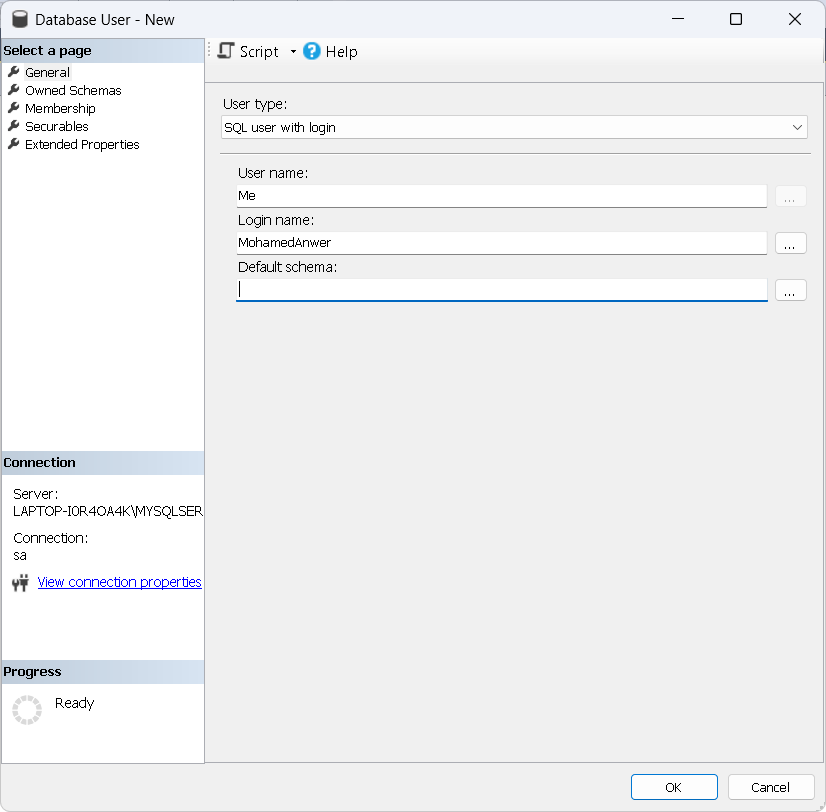 Database User - New
Select a page
General
Owned Schemas
Membership
Securables
Extended Properties
Script
Help
User type:
SQL user with login
User name:
Me
...
Login name:
MohamedAnwer
...
Default schema:
...
Connection
Server:
LAPTOP-I0R4OA4K\MYSQLSER
Connection:
sa
View connection properties
Progress
Ready
OK
Cancel